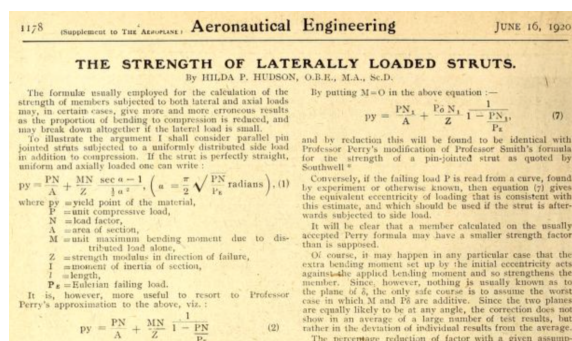 1178
(Supplement to THE AEROPLANE)
Aeronautical Engineering
JUNE 16, 1920
THE STRENGTH OF LATERALLY LOADED STRUTS.
By HILDA P. HUDSON, O.B.E., M.A., Sc.D.
The formulæ usually employed for the calculation of the
strength of members subjected to both lateral and axial loads
may, in certain cases, give more and more erroneous results
as the proportion of bending to compression is reduced, and
may break down altogether if the lateral load is small.
To illustrate the argument I shall consider parallel pin
jointed struts subjected to a uniformly distributed side load
in addition to compression. If the strut is perfectly straight,
uniform and axially loaded one can write :
py = PN/A + MN/Z (sec a − 1)/(½ a²), (a = π/2 √PN/PE radians), (1)
where py = yield point of the material,
P = unit compressive load,
N = load factor,
A = area of section,
M = unit maximum bending moment due to dis-
tributed load alone,
Z = strength modulus in direction of failure,
I = moment of inertia of section,
l = length,
PE = Eulerian failing load.
It is, however, more useful to resort to Professor
Perry's approximation to the above, viz. :
py = PN/A + MN/Z 1/(1 − PN/PE) (2)
By putting M=O in the above equation :—
py = PN₁/A + Pδ N₁/Z 1/(1 − PN₁/PE), (7)
and by reduction this will be found to be identical with
Professor Perry's modification of Professor Smith's formula
for the strength of a pin-jointed strut as quoted by
Southwell*
Conversely, if the failing load P is read from a curve, found
by experiment or otherwise known, then equation (7) gives
the equivalent eccentricity of loading that is consistent with
this estimate, and which should be used if the strut is after-
wards subjected to side load.
It will be clear that a member calculated on the usually
accepted Perry formula may have a smaller strength factor
than is supposed.
Of course, it may happen in any particular case that the
extra bending moment set up by the initial eccentricity acts
against the applied bending moment and so strengthens the
member. Since, however, nothing is usually known as to
the plane of δ, the only safe course is to assume the worst
case in which M and Pδ are additive. Since the two planes
are equally likely to be at any angle, the correction does not
show in an average of a large number of test results, but
rather in the deviation of individual results from the average.
The percentage reduction of factor with a given assump-